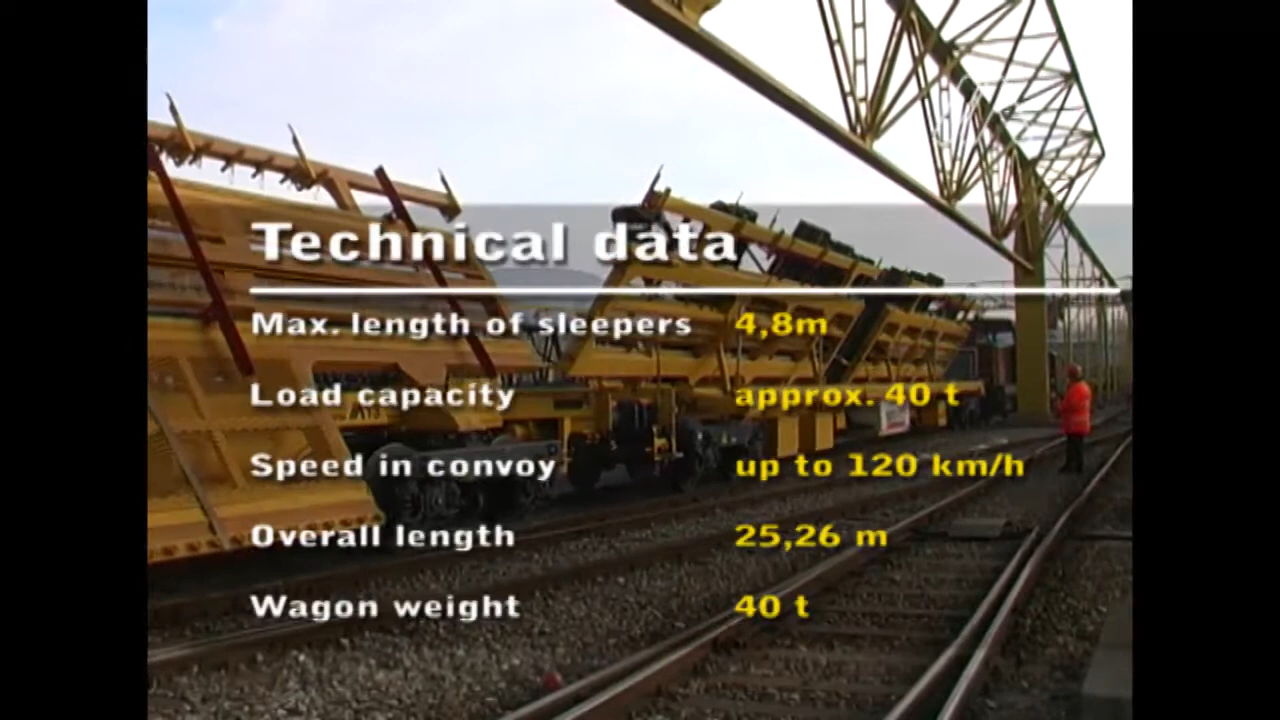 Technical data
Max. length of sleepers 4,8m
Load capacity approx. 40 t
Speed in convoy up to 120 km/h
Overall length 25,26 m
Wagon weight 40 t